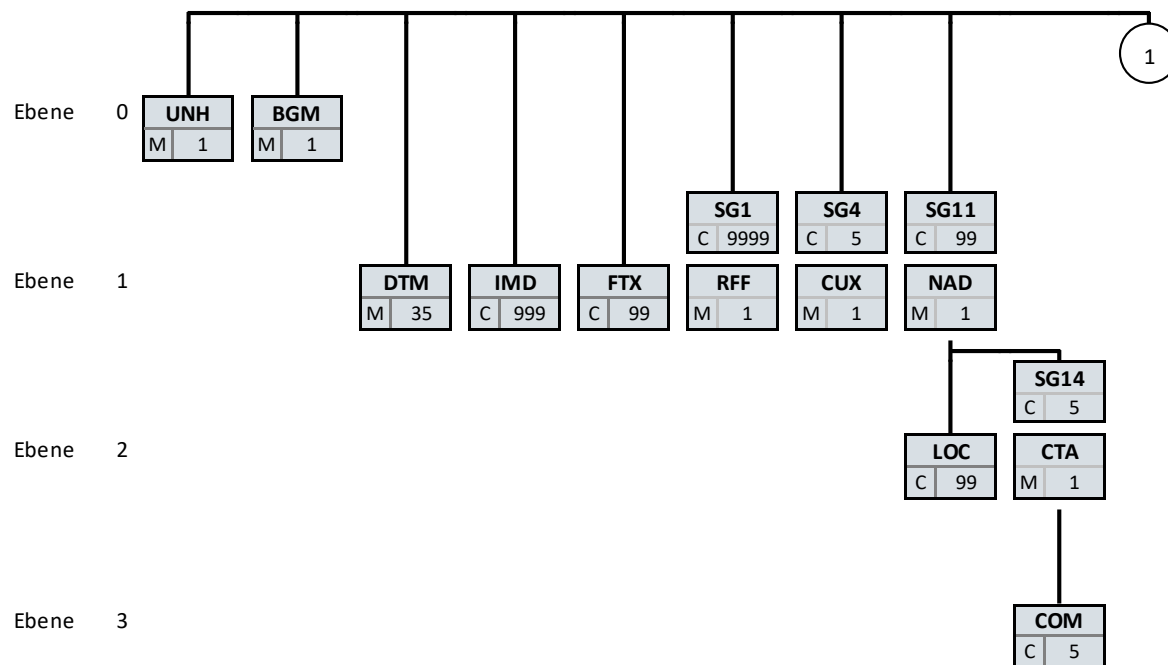 1
Ebene 0 UNH BGM
M 1 M 1
SG1 SG4 SG11
C 9999 C 5 C 99
Ebene 1 DTM IMD FTX RFF CUX NAD
M 35 C 999 C 99 M 1 M 1 M 1
SG14
C 5
Ebene 2 LOC CTA
C 99 M 1
Ebene 3 COM
C 5